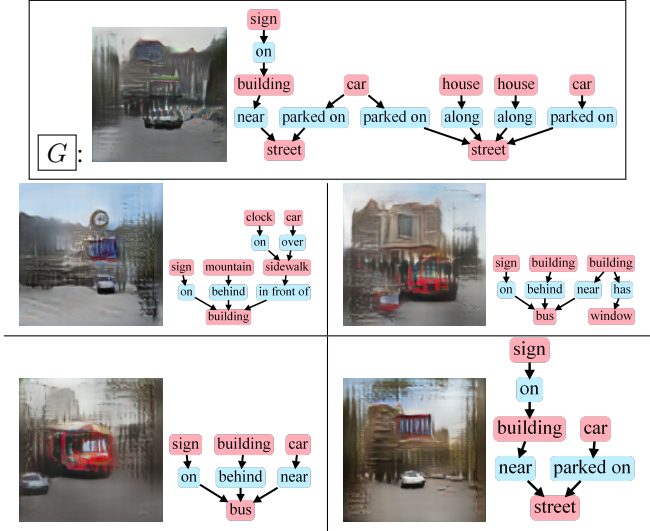 sign
on
building car house house car
near parked on parked on along along parked on
G :
street street
clock car
on over
sign mountain sidewalk
on behind in front of
building
sign building building
on behind near has
bus window
sign building car
on behind near
bus
sign
on
building car
near parked on
street